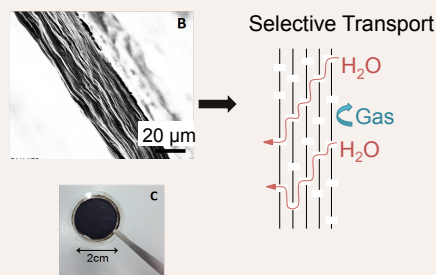 B
Selective Transport
H₂O
Gas
H₂O
20 µm
C
2cm